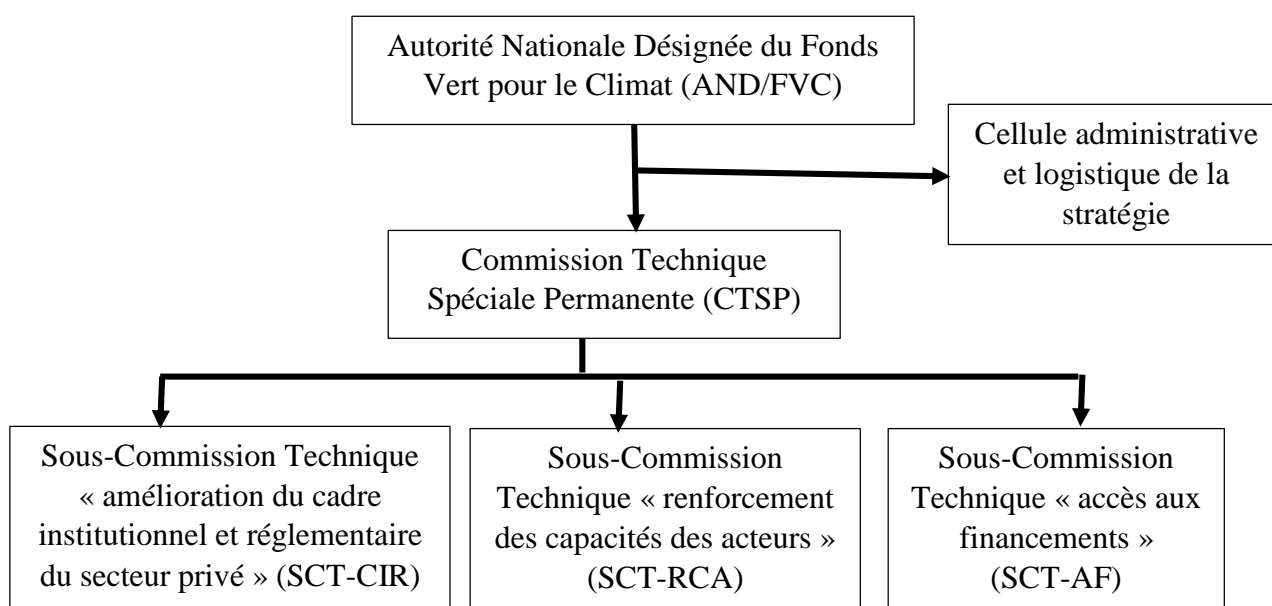 Autorité Nationale Désignée du Fonds
Vert pour le Climat (AND/FVC)
Cellule administrative
et logistique de la
stratégie
Commission Technique
Spéciale Permanente (CTSP)
Sous-Commission Technique
« amélioration du cadre
institutionnel et réglementaire
du secteur privé » (SCT-CIR)
Sous-Commission
Technique « renforcement
des capacités des acteurs »
(SCT-RCA)
Sous-Commission
Technique « accès aux
financements »
(SCT-AF)